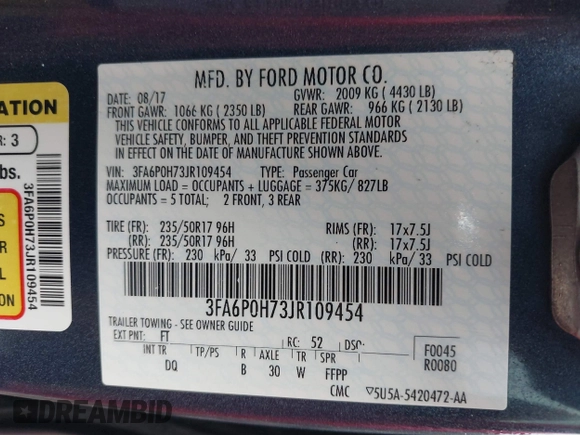 MFD. BY FORD MOTOR CO.
DATE: 08/17 GVWR: 2009 KG ( 4430 LB)
FRONT GAWR: 1066 KG ( 2350 LB) REAR GAWR: 966 KG ( 2130 LB)
THIS VEHICLE CONFORMS TO ALL APPLICABLE FEDERAL MOTOR
VEHICLE SAFETY, BUMPER, AND THEFT PREVENTION STANDARDS
IN EFFECT ON THE DATE OF MANUFACTURE SHOWN ABOVE.
VIN: 3FA6P0H73JR109454 TYPE: Passenger Car
MAXIMUM LOAD = OCCUPANTS + LUGGAGE = 375KG/ 827LB
OCCUPANTS = 5 TOTAL; 2 FRONT, 3 REAR
TIRE (FR): 235/50R17 96H RIMS (FR): 17x7.5J
(RR): 235/50R17 96H (RR): 17x7.5J
PRESSURE (FR): 230 kPa/ 33 PSI COLD (RR): 230 kPa/ 33 PSI COLD
3FA6P0H73JR109454
TRAILER TOWING - SEE OWNER GUIDE
EXT PNT: FT RC: 52 DSO: F0045
INT TR TP/PS R AXLE TR SPR R0080
DQ B 30 W FFPP
CMC ▽5U5A-5420472-AA
ATION
R: 3
bs.
S
R
L
ON
3FA6P0H73JR109454
DREAMBID